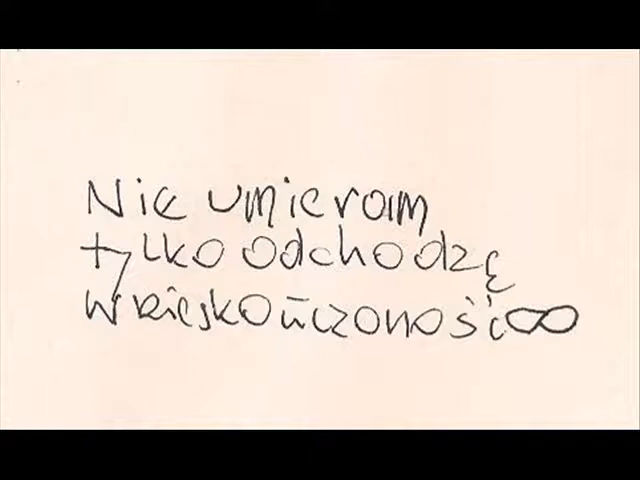 Nie umieram
tylko odchodzę
w nieskończoność ∞